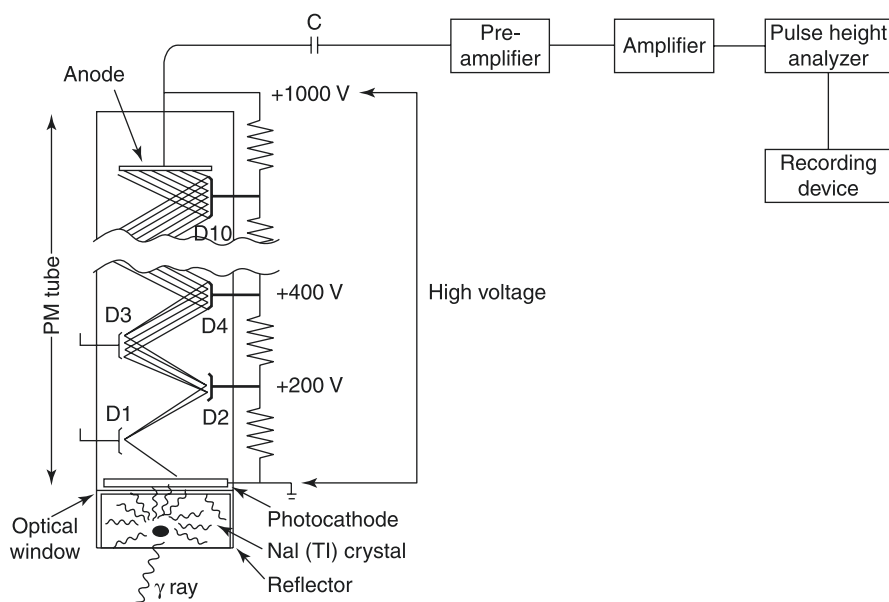 C
Pre-
amplifier
Amplifier
Pulse height
analyzer
Recording
device
Anode
+1000 V
D10
PM tube
+400 V
High voltage
D3
D4
+200 V
D1
D2
Optical
window
Photocathode
NaI (Tl) crystal
Reflector
γ ray